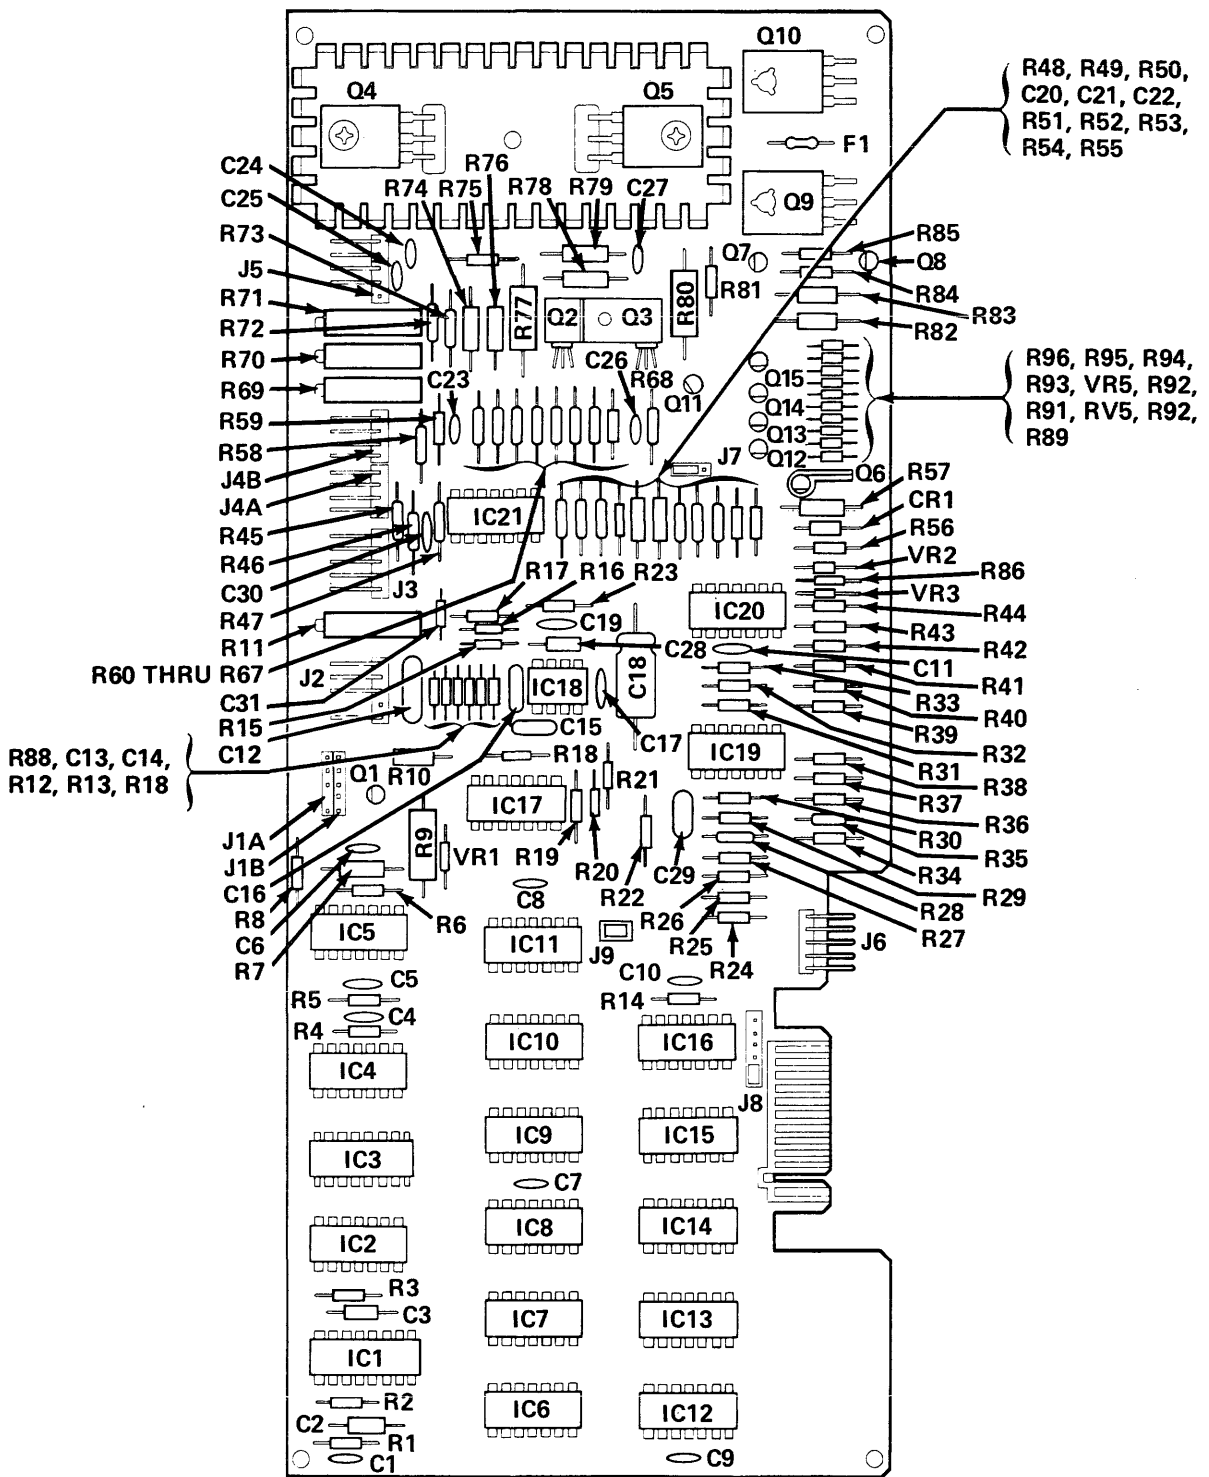 Q10
R48, R49, R50,
C20, C21, C22,
R51, R52, R53,
R54, R55
Q4
Q5
F1
C24
R76
C25
R74
R75
R78
R79
C27
Q9
R73
R85
J5
Q7
Q8
R71
R77
R80
R81
R84
R72
Q2
Q3
R83
R70
C26
R82
R69
C23
R68
Q11
Q15
R96, R95, R94,
R93, VR5, R92,
R91, RV5, R92,
R89
R59
Q14
R58
Q13
J4B
J7
Q12
J4A
Q6
R57
R45
IC21
CR1
R46
R56
C30
J3
R17
R16
R23
VR2
R47
R86
R11
IC20
VR3
R60 THRU R67
C19
R44
J2
C28
R43
C31
IC18
C18
R42
R15
C11
C12
C15
C17
R41
R33
R40
R39
R88, C13, C14,
R12, R13, R18
Q1
R10
R18
IC19
R32
R21
R31
IC17
R38
J1A
R9
VR1
R37
J1B
R19
R36
C16
R20
R30
R8
R22
C29
R35
C6
R6
C8
R34
R7
R26
R29
IC5
IC11
R25
R28
J9
R24
R27
J6
C5
C10
R5
R14
C4
R4
IC10
IC16
IC4
J8
IC9
IC15
IC3
C7
IC8
IC14
IC2
R3
C3
IC7
IC13
IC1
R2
C2
IC6
IC12
R1
C1
C9